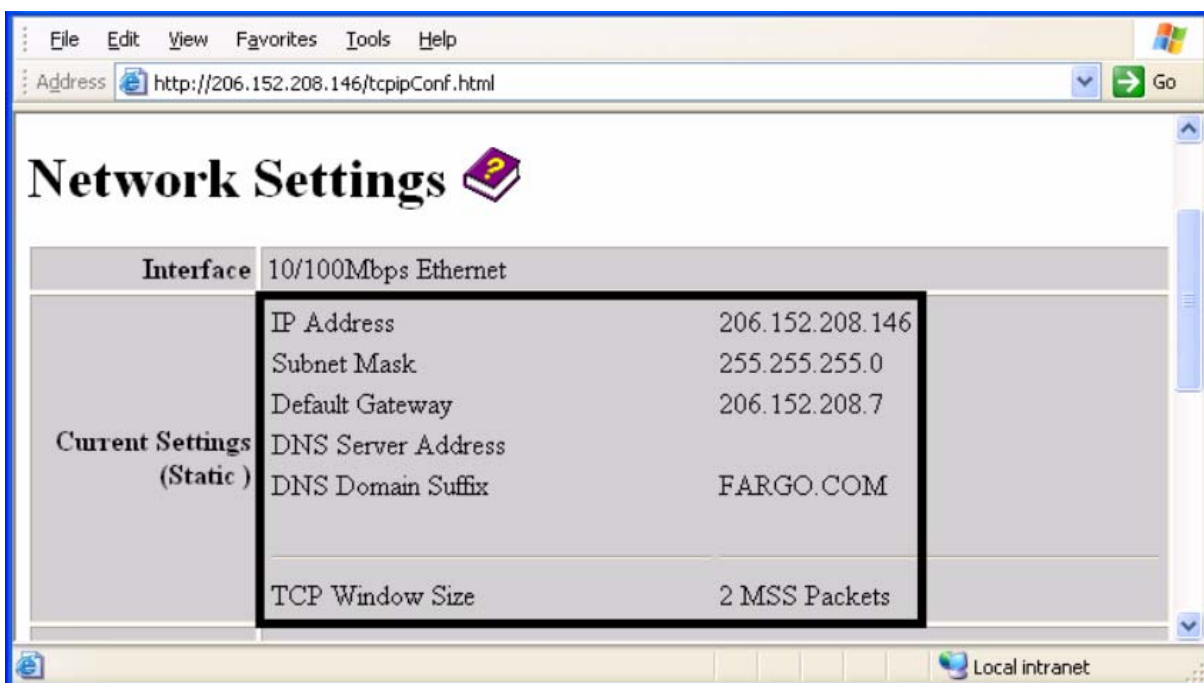 File Edit View Favorites Tools Help
Address http://206.152.208.146/tcpipConf.html Go
Network Settings
Interface 10/100Mbps Ethernet
Current Settings (Static )
IP Address 206.152.208.146
Subnet Mask 255.255.255.0
Default Gateway 206.152.208.7
DNS Server Address
DNS Domain Suffix FARGO.COM
TCP Window Size 2 MSS Packets
Local intranet